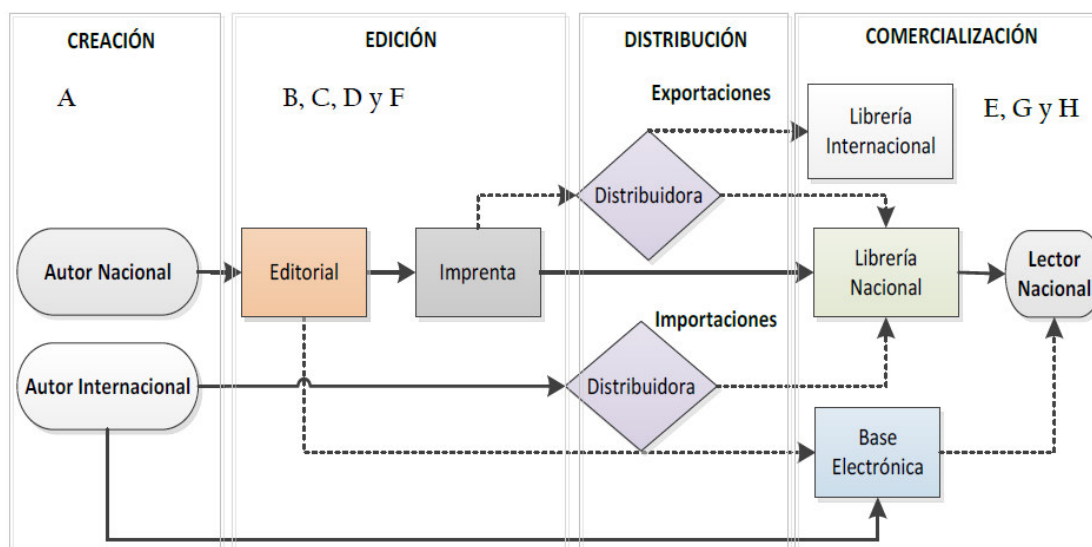 CREACIÓN
EDICIÓN
DISTRIBUCIÓN
COMERCIALIZACIÓN
A
B, C, D y F
Exportaciones
E, G y H
Librería
Internacional
Distribuidora
Autor Nacional
Editorial
Imprenta
Librería
Nacional
Lector
Nacional
Importaciones
Autor Internacional
Distribuidora
Base
Electrónica